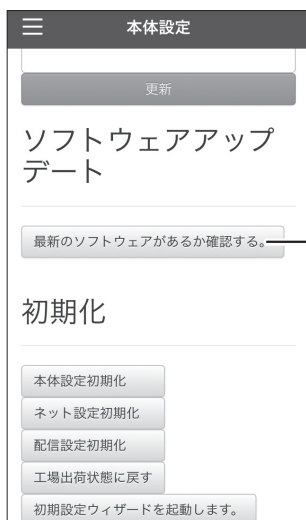 本体設定
更新
ソフトウェアアップ
デート
最新のソフトウェアがあるか確認する。
初期化
本体設定初期化
ネット設定初期化
配信設定初期化
工場出荷状態に戻す
初期設定ウィザードを起動します。